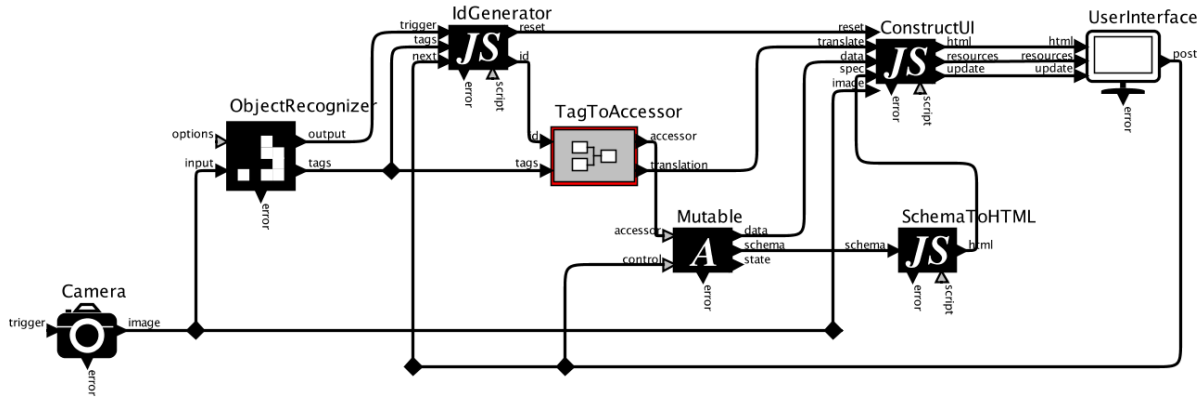 IdGenerator
trigger
tags
next
JS
reset
id
error
script
ConstructUI
reset
translate
data
spec
image
JS
html
resources
update
error
script
UserInterface
html
resources
update
post
error
ObjectRecognizer
options
input
output
tags
error
TagToAccessor
id
tags
accessor
translation
Mutable
accessor
control
A
data
schema
state
error
SchemaToHTML
schema
JS
html
error
script
Camera
trigger
image
error